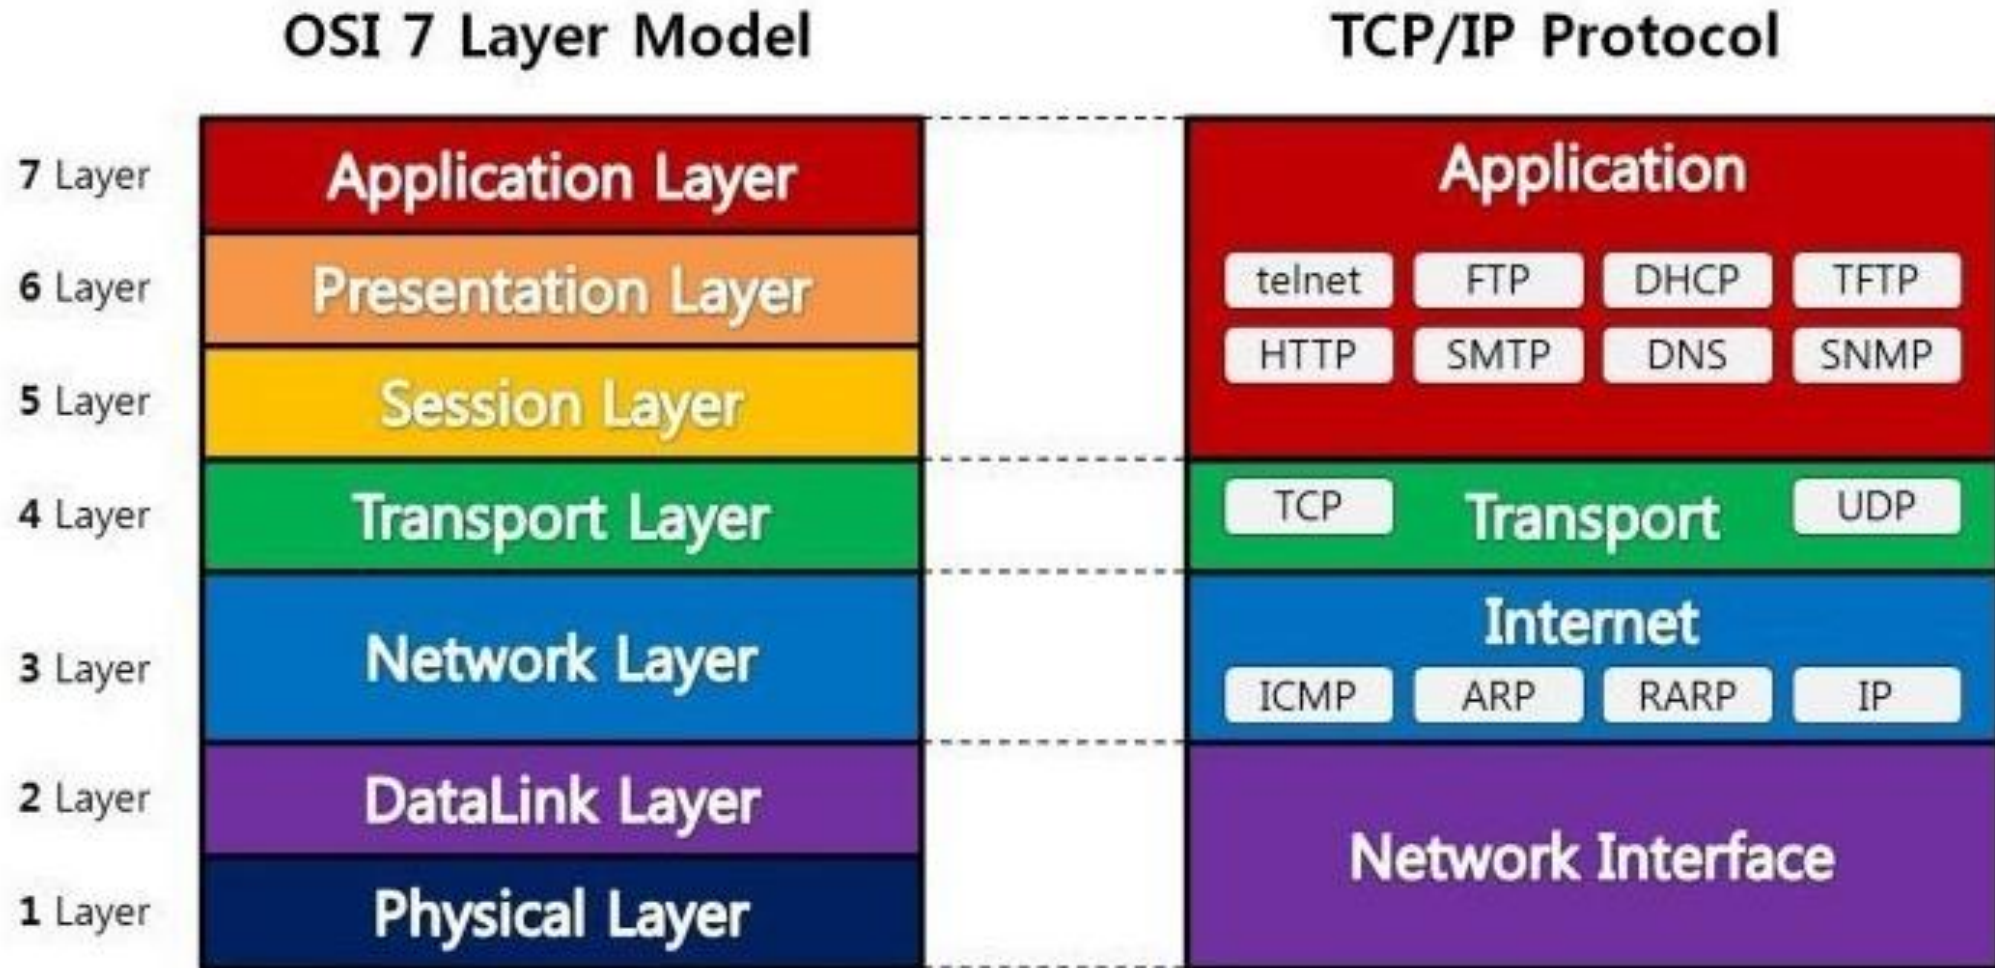 OSI 7 Layer Model
TCP/IP Protocol
7 Layer
Application Layer
6 Layer
Presentation Layer
5 Layer
Session Layer
4 Layer
Transport Layer
3 Layer
Network Layer
2 Layer
DataLink Layer
1 Layer
Physical Layer
Application
telnet FTP DHCP TFTP
HTTP SMTP DNS SNMP
TCP Transport UDP
Internet
ICMP ARP RARP IP
Network Interface